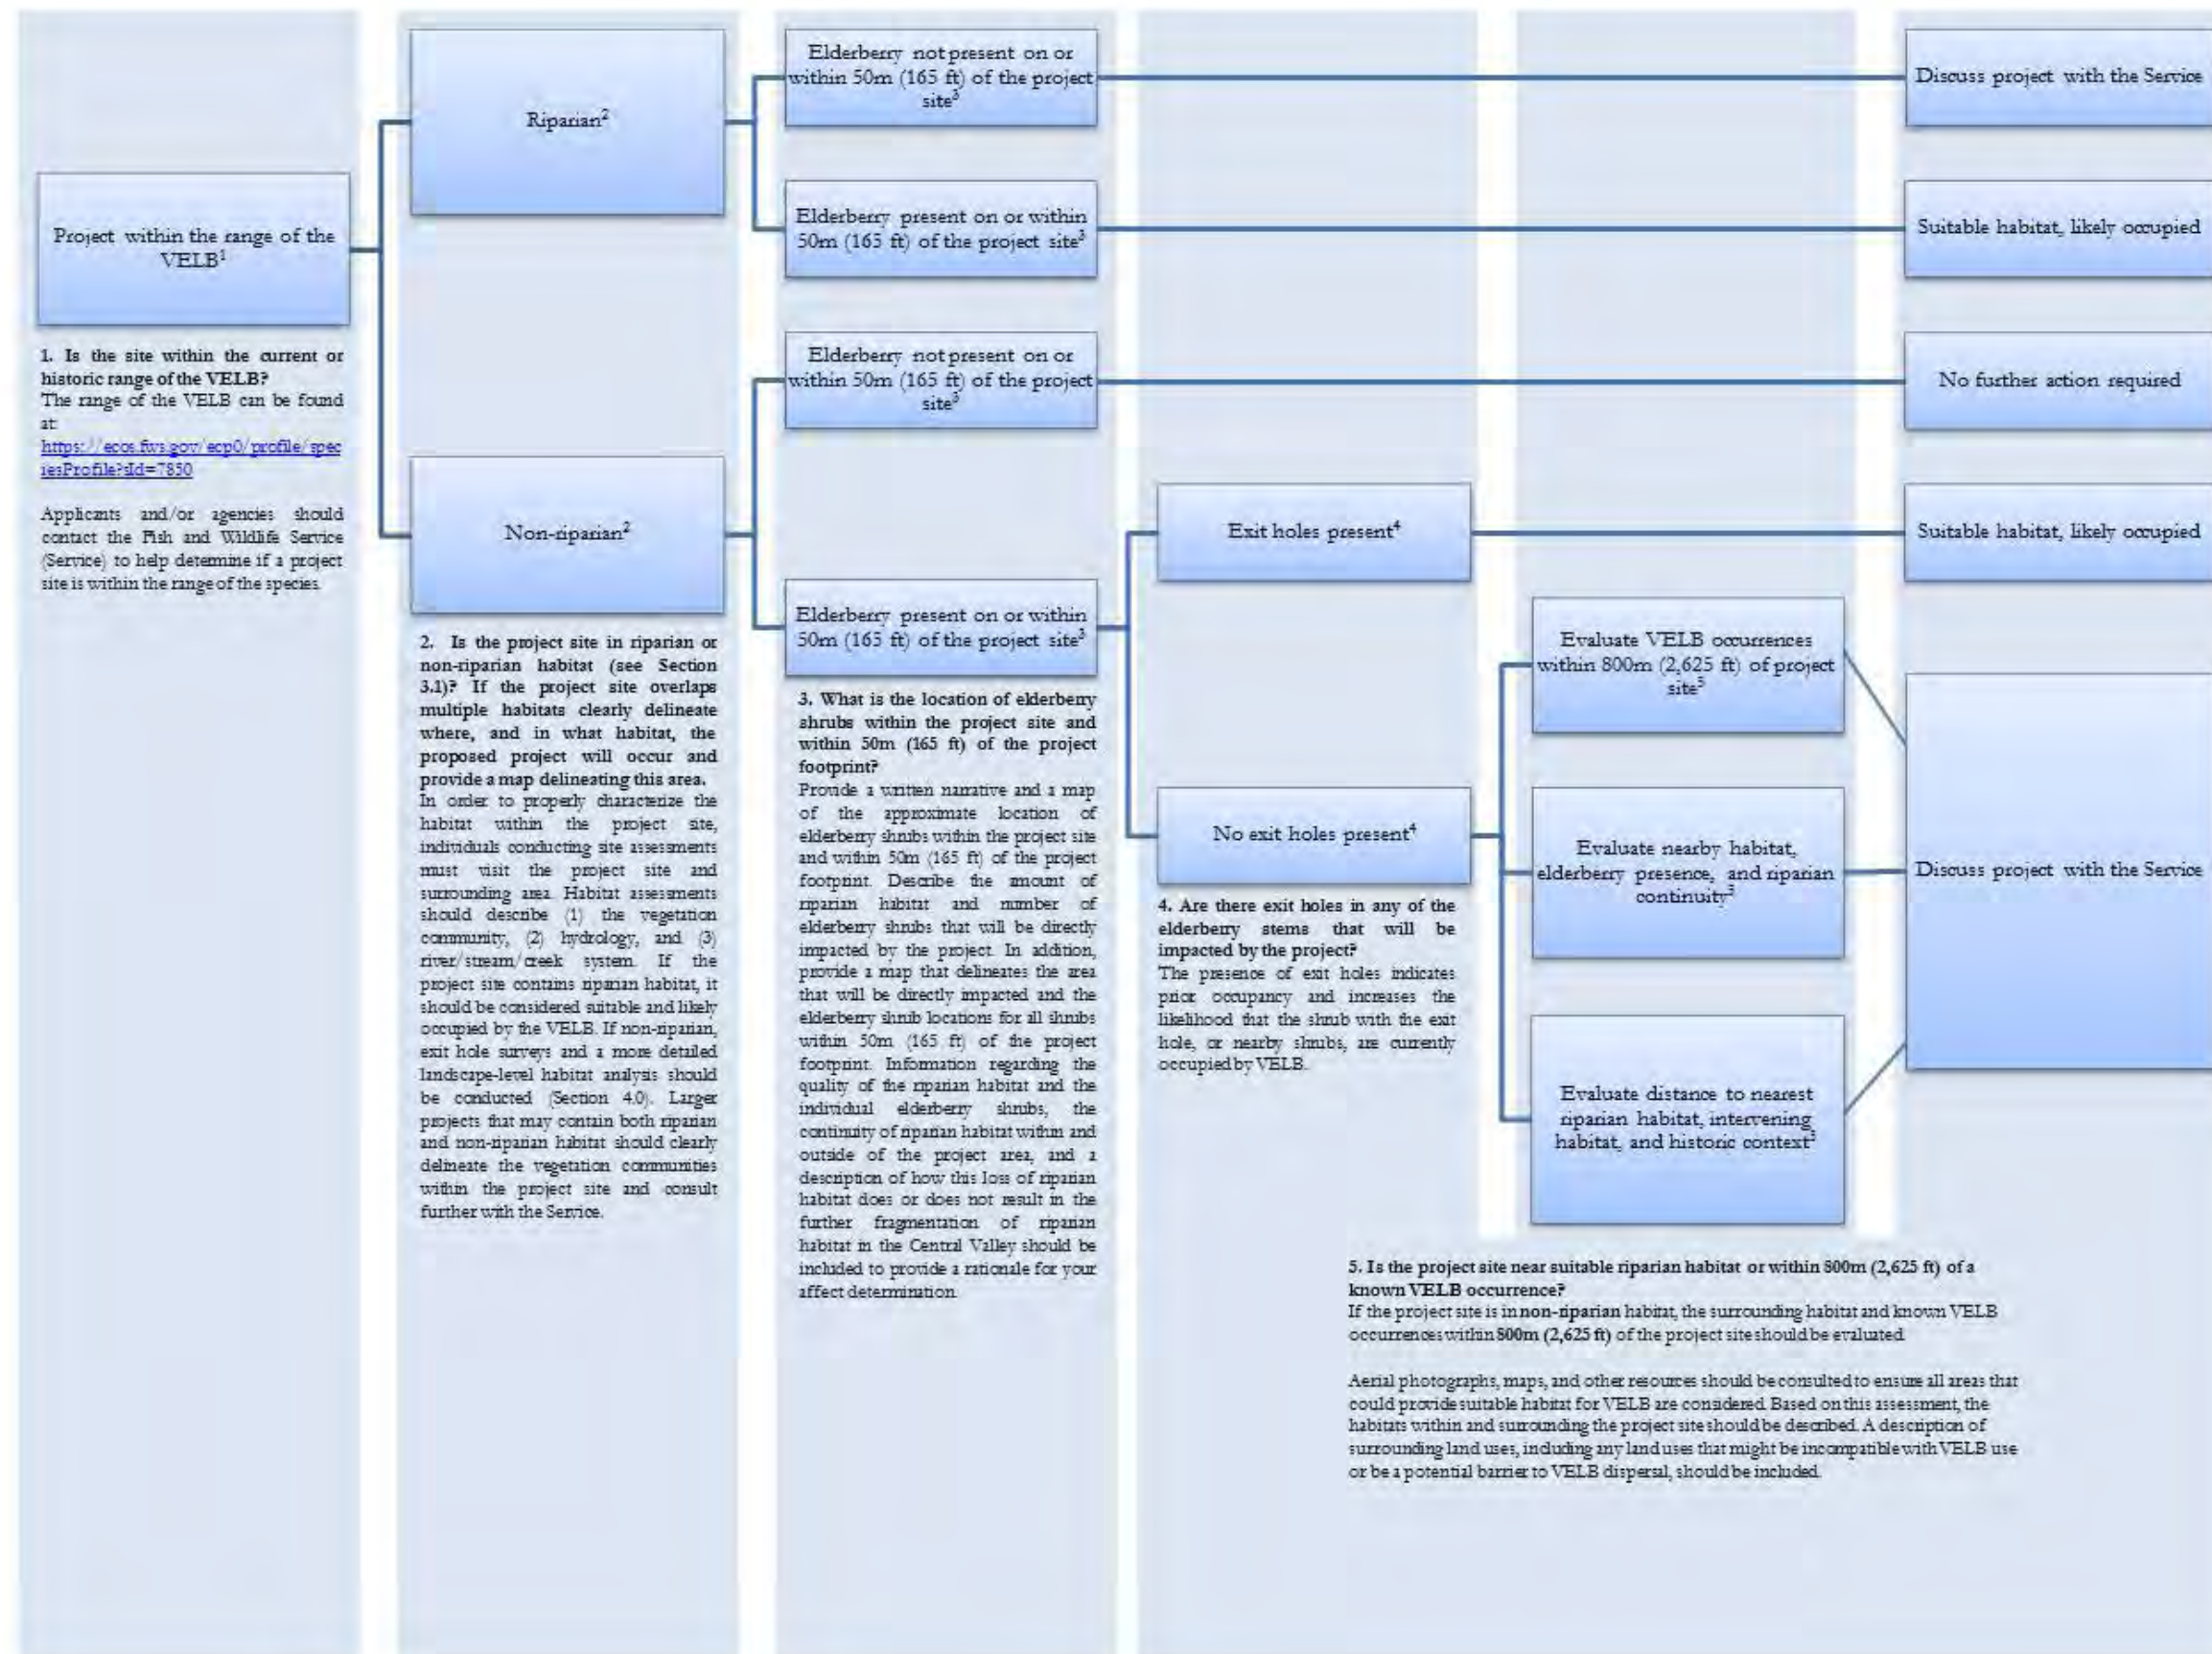 Project within the range of the
VELB¹
1. Is the site within the current or
historic range of the VELB?
The range of the VELB can be found
at:
https://ecos.fws.gov/ecp0/profile/spec
iesProfile?sId=7850
Applicants and/or agencies should
contact the Fish and Wildlife Service
(Service) to help determine if a project
site is within the range of the species.
Riparian²
Non-riparian²
2. Is the project site in riparian or
non-riparian habitat (see Section
3.1)? If the project site overlaps
multiple habitats clearly delineate
where, and in what habitat, the
proposed project will occur and
provide a map delineating this area.
In order to properly characterize the
habitat within the project site,
individuals conducting site assessments
must visit the project site and
surrounding area. Habitat assessments
should describe (1) the vegetation
community, (2) hydrology, and (3)
river/stream/creek system. If the
project site contains riparian habitat, it
should be considered suitable and likely
occupied by the VELB. If non-riparian,
exit hole surveys and a more detailed
landscape-level habitat analysis should
be conducted (Section 4.0). Larger
projects that may contain both riparian
and non-riparian habitat should clearly
delineate the vegetation communities
within the project site and consult
further with the Service.
Elderberry not present on or
within 50m (165 ft) of the project
site³
Elderberry present on or within
50m (165 ft) of the project site³
Elderberry not present on or
within 50m (165 ft) of the project
site³
Elderberry present on or within
50m (165 ft) of the project site³
3. What is the location of elderberry
shrubs within the project site and
within 50m (165 ft) of the project
footprint?
Provide a written narrative and a map
of the approximate location of
elderberry shrubs within the project site
and within 50m (165 ft) of the project
footprint. Describe the amount of
riparian habitat and number of
elderberry shrubs that will be directly
impacted by the project. In addition,
provide a map that delineates the area
that will be directly impacted and the
elderberry shrub locations for all shrubs
within 50m (165 ft) of the project
footprint. Information regarding the
quality of the riparian habitat and the
individual elderberry shrubs, the
continuity of riparian habitat within and
outside of the project area, and a
description of how this loss of riparian
habitat does or does not result in the
further fragmentation of riparian
habitat in the Central Valley should be
included to provide a rationale for your
affect determination.
Exit holes present⁴
No exit holes present⁴
4. Are there exit holes in any of the
elderberry stems that will be
impacted by the project?
The presence of exit holes indicates
prior occupancy and increases the
likelihood that the shrub with the exit
hole, or nearby shrubs, are currently
occupied by VELB.
Evaluate VELB occurrences
within 800m (2,625 ft) of project
site⁵
Evaluate nearby habitat,
elderberry presence, and riparian
continuity⁵
Evaluate distance to nearest
riparian habitat, intervening
habitat, and historic context⁵
5. Is the project site near suitable riparian habitat or within 800m (2,625 ft) of a
known VELB occurrence?
If the project site is in non-riparian habitat, the surrounding habitat and known VELB
occurrences within 800m (2,625 ft) of the project site should be evaluated.
Aerial photographs, maps, and other resources should be consulted to ensure all areas that
could provide suitable habitat for VELB are considered. Based on this assessment, the
habitats within and surrounding the project site should be described. A description of
surrounding land uses, including any land uses that might be incompatible with VELB use
or be a potential barrier to VELB dispersal, should be included.
Discuss project with the Service
Suitable habitat, likely occupied
No further action required
Suitable habitat, likely occupied
Discuss project with the Service